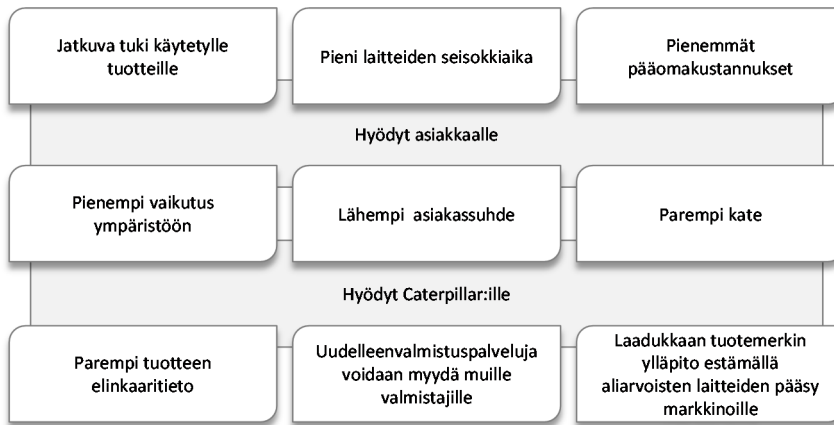 Jatkuva tuki käytetylle
tuotteille
Pieni laitteiden seisokkiaika
Pienemmät
pääomakustannukset
Hyödyt asiakkaalle
Pienempi vaikutus
ympäristöön
Lähempi asiakassuhde
Parempi kate
Hyödyt Caterpillar:ille
Parempi tuotteen
elinkaaritieto
Uudelleenvalmistuspalveluja
voidaan myydä muille
valmistajille
Laadukkaan tuotemerkin
ylläpito estämällä
aliarvoisten laitteiden pääsy
markkinoille